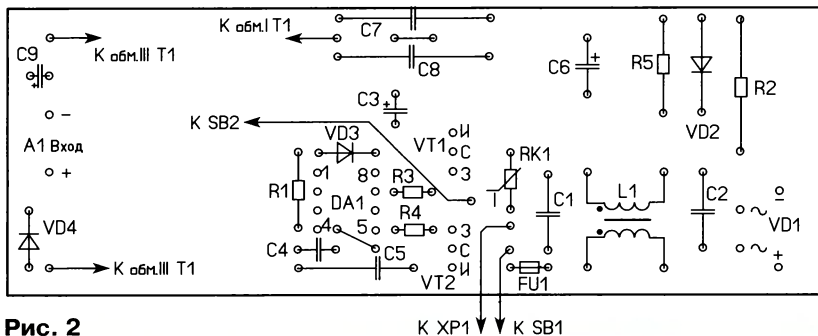 К обм.I Т1
C7
C9
К обм.III Т1
C8
C6
+
R5
R2
+
C3
+
VD2
−
К SB2
А1 Вход
VD3
VT1
И
С
RK1
+
1
8
R3
З
R1
DA1
I
C1
L1
C2
R4
VD4
4
5
З
~
VD1
C4
C5
С
~
+
К обм.III Т1
VT2
И
FU1
Рис. 2
К XP1
К SB1